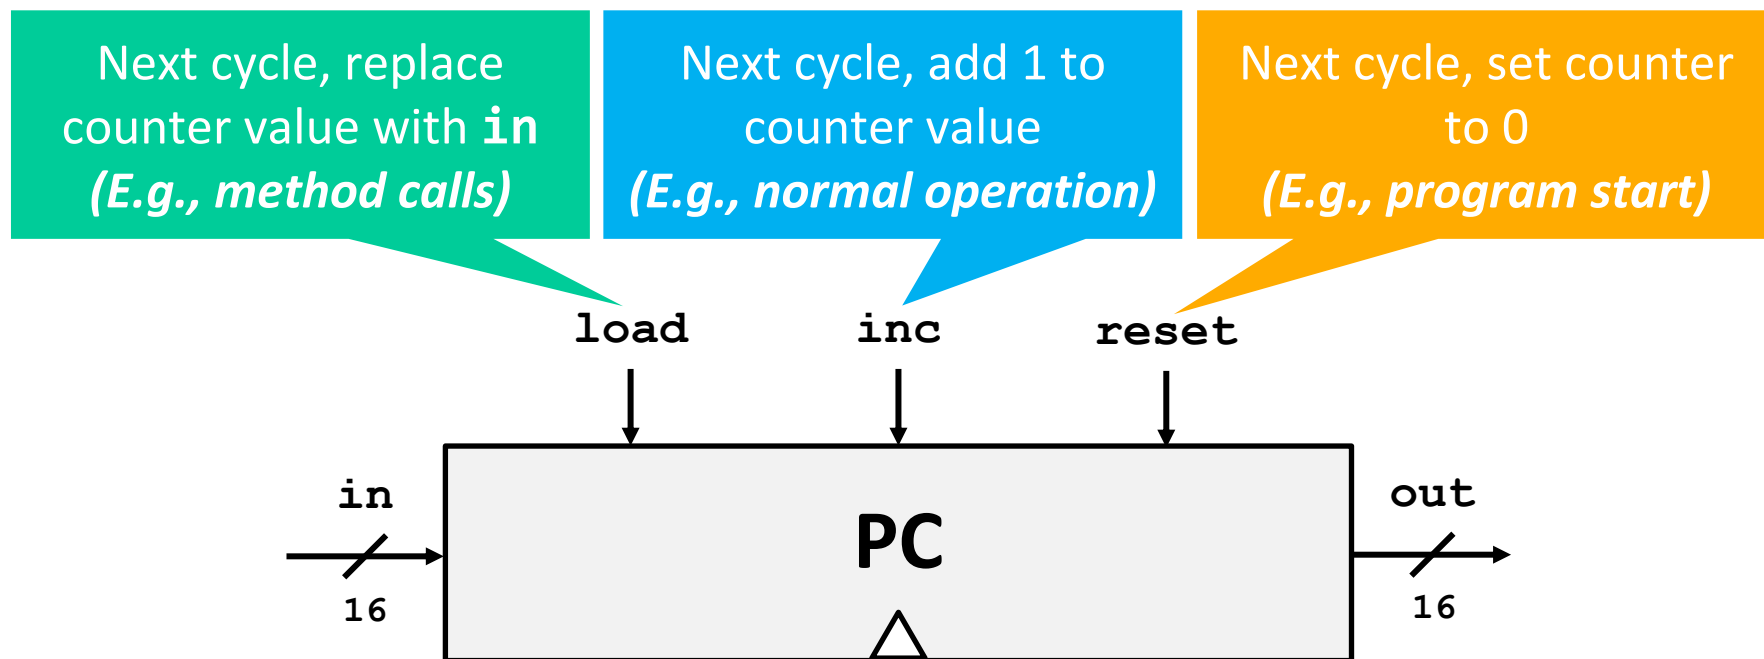 Next cycle, replace
counter value with in
(E.g., method calls)
Next cycle, add 1 to
counter value
(E.g., normal operation)
Next cycle, set counter
to 0
(E.g., program start)
load
inc
reset
in
16
PC
out
16